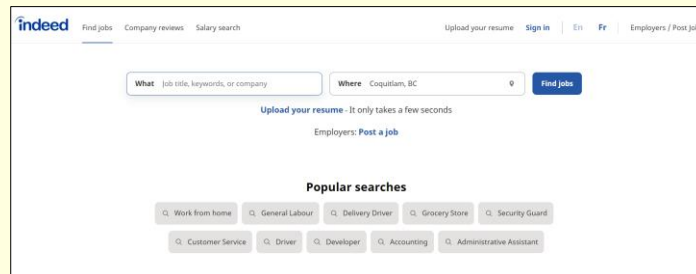 indeed Find jobs Company reviews Salary search Upload your resume Sign in En Fr Employers / Post Job
What Job title, keywords, or company Where Coquitlam, BC Find jobs
Upload your resume - It only takes a few seconds
Employers: Post a job
Popular searches
Work from home General Labour Delivery Driver Grocery Store Security Guard
Customer Service Driver Developer Accounting Administrative Assistant